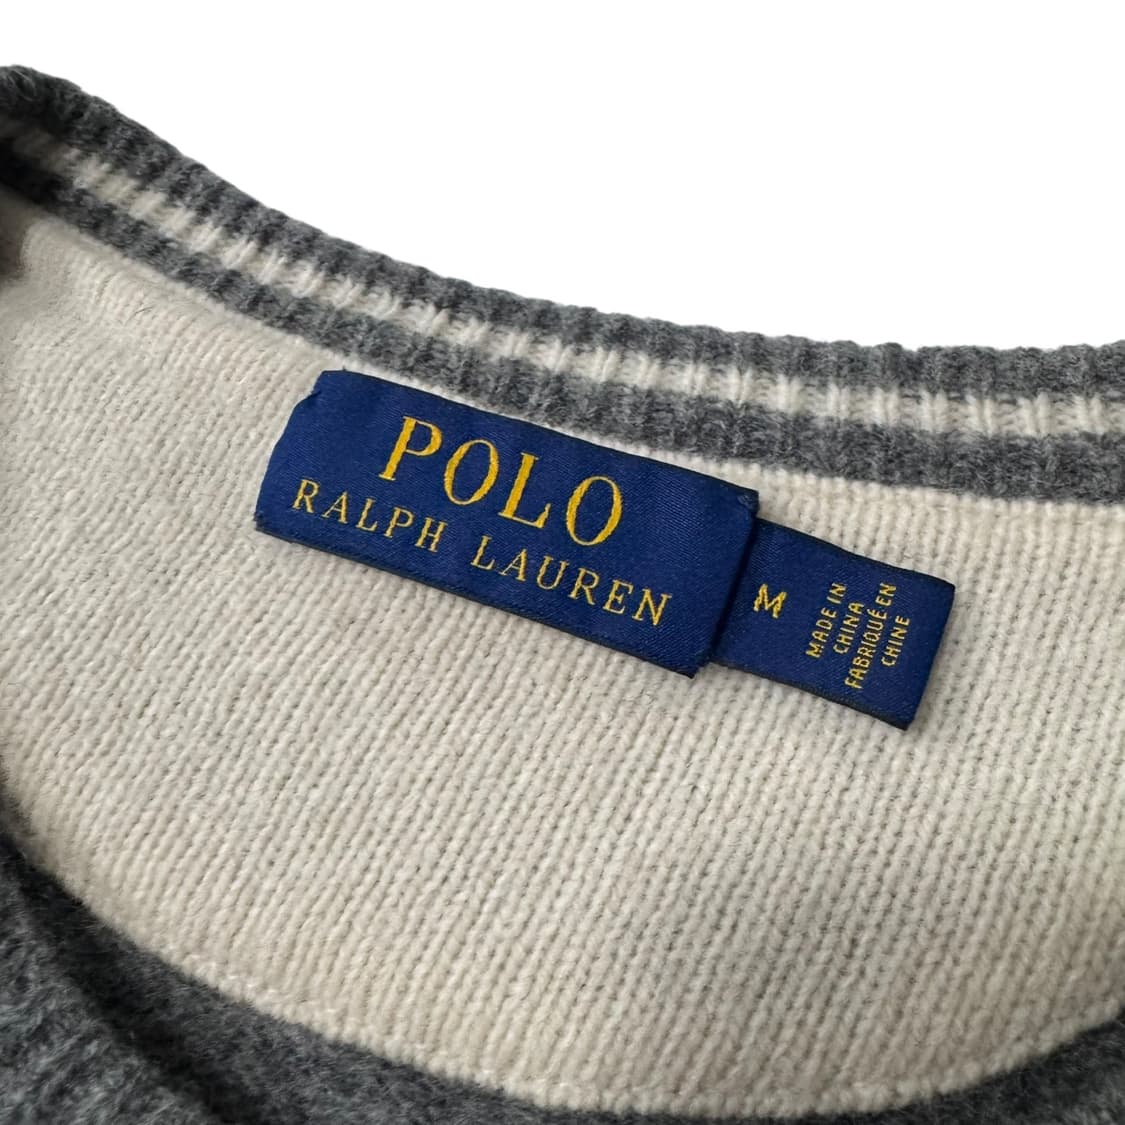 POLO
RALPH LAUREN
M
MADE IN
CHINA
FABRIQUÉ EN
CHINE